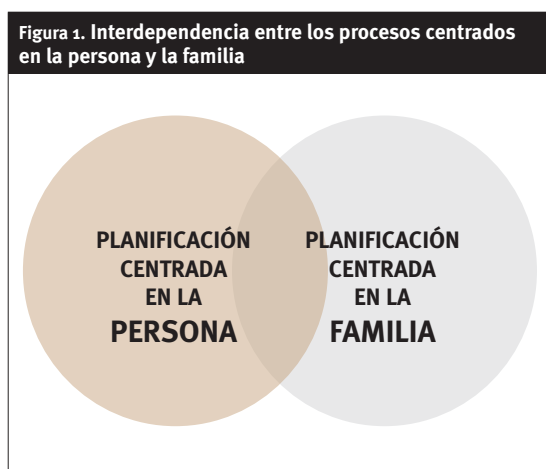 Figura 1. Interdependencia entre los procesos centrados
en la persona y la familia
PLANIFICACIÓN
CENTRADA
EN LA
PERSONA
PLANIFICACIÓN
CENTRADA
EN LA
FAMILIA